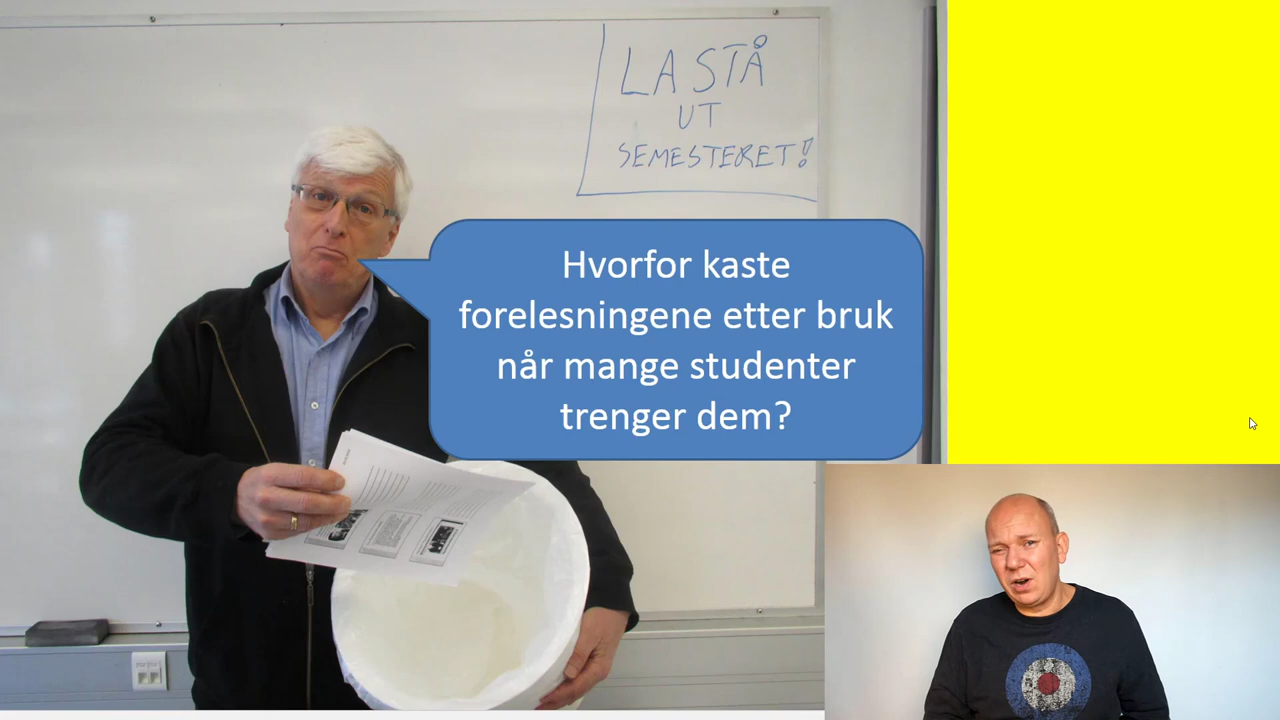 LA STÅ
UT
SEMESTERET!
Hvorfor kaste
forelesningene etter bruk
når mange studenter
trenger dem?